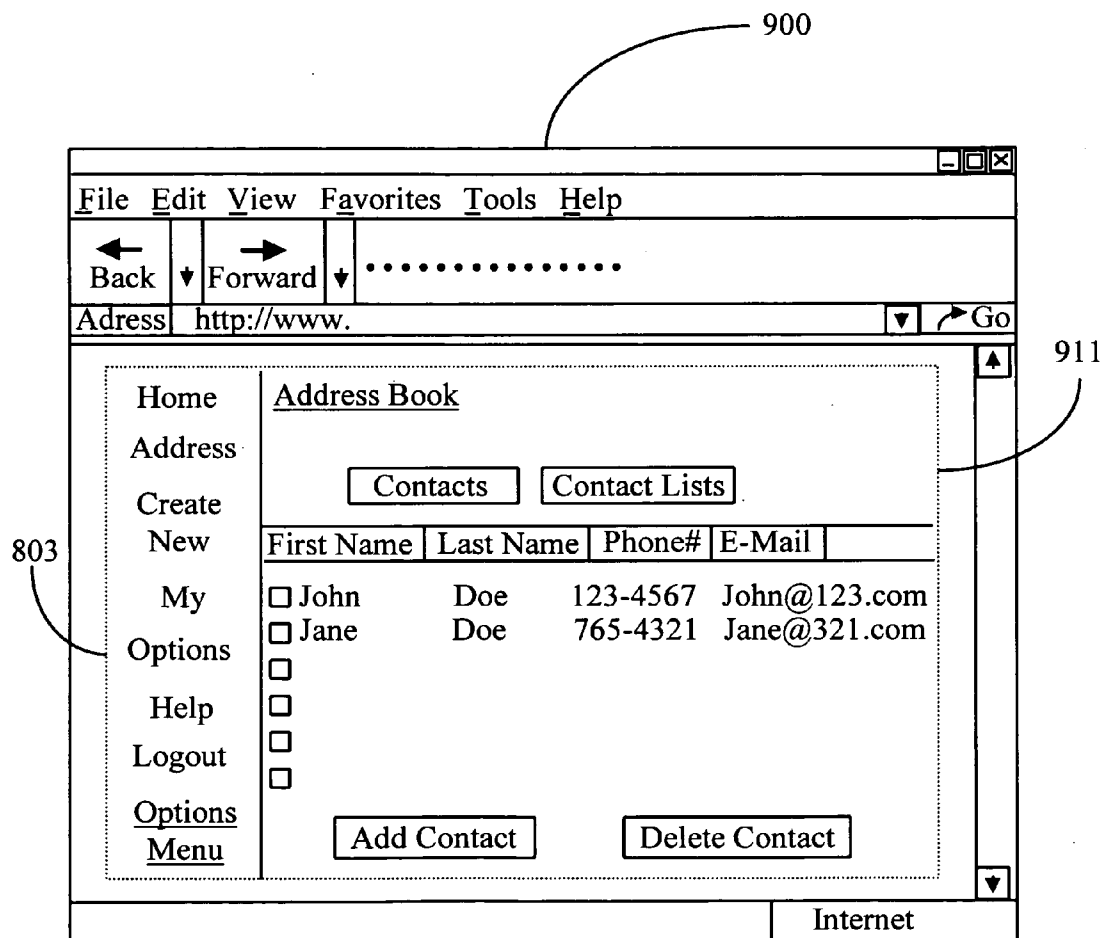 900
File Edit View Favorites Tools Help
Back Forward ...............
Adress http://www. Go
911
Home
Address
Create
New
803
My
Options
Help
Logout
Options
Menu
Address Book
Contacts Contact Lists
First Name Last Name Phone# E-Mail
John Doe 123-4567 John@123.com
Jane Doe 765-4321 Jane@321.com
Add Contact Delete Contact
Internet